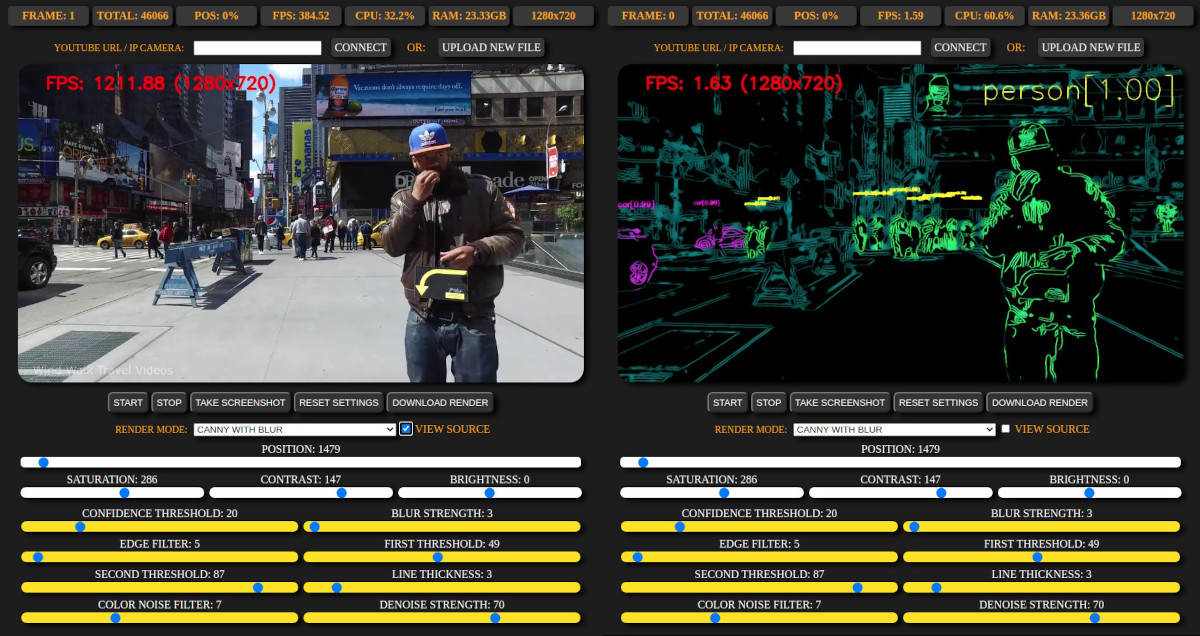 FRAME: 1 TOTAL: 46066 POS: 0% FPS: 384.52 CPU: 32.2% RAM: 23.33GB 1280x720
YOUTUBE URL / IP CAMERA: CONNECT OR: UPLOAD NEW FILE
FPS: 1211.88 (1280x720)
Vacations don't always require days off.
adidas
ade
Wind Walk Travel Videos
START STOP TAKE SCREENSHOT RESET SETTINGS DOWNLOAD RENDER
RENDER MODE: CANNY WITH BLUR VIEW SOURCE
POSITION: 1479
SATURATION: 286 CONTRAST: 147 BRIGHTNESS: 0
CONFIDENCE THRESHOLD: 20 BLUR STRENGTH: 3
EDGE FILTER: 5 FIRST THRESHOLD: 49
SECOND THRESHOLD: 87 LINE THICKNESS: 3
COLOR NOISE FILTER: 7 DENOISE STRENGTH: 70
FRAME: 0 TOTAL: 46066 POS: 0% FPS: 1.59 CPU: 60.6% RAM: 23.36GB 1280x720
YOUTUBE URL / IP CAMERA: CONNECT OR: UPLOAD NEW FILE
FPS: 1.63 (1280x720)
person[1.00]
START STOP TAKE SCREENSHOT RESET SETTINGS DOWNLOAD RENDER
RENDER MODE: CANNY WITH BLUR VIEW SOURCE
POSITION: 1479
SATURATION: 286 CONTRAST: 147 BRIGHTNESS: 0
CONFIDENCE THRESHOLD: 20 BLUR STRENGTH: 3
EDGE FILTER: 5 FIRST THRESHOLD: 49
SECOND THRESHOLD: 87 LINE THICKNESS: 3
COLOR NOISE FILTER: 7 DENOISE STRENGTH: 70